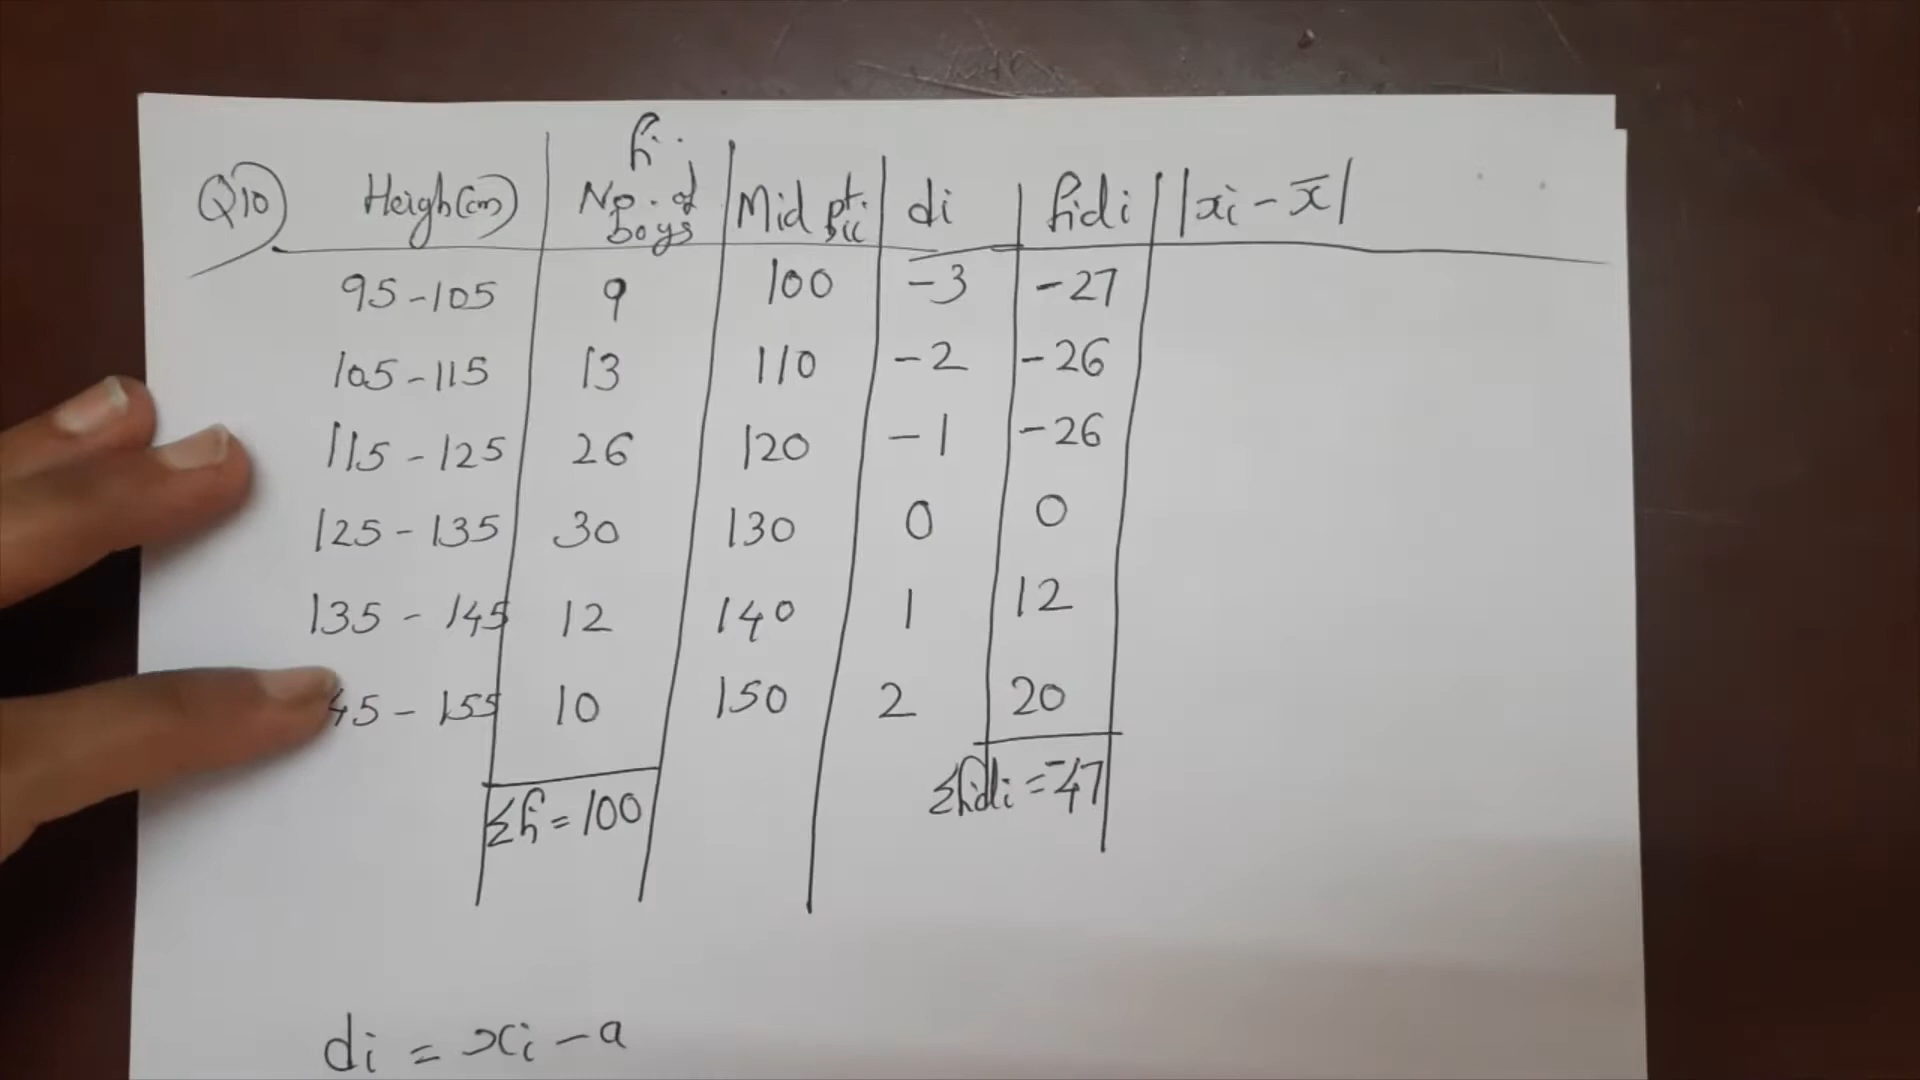 Q10 Heigh(cm) fi No. of boys Mid pt. xi di fidi |xi - x̄|
95-105 9 100 -3 -27
105-115 13 110 -2 -26
115-125 26 120 -1 -26
125-135 30 130 0 0
135-145 12 140 1 12
45-155 10 150 2 20
Σfi = 100 Σfidi = -47
di = xi - a